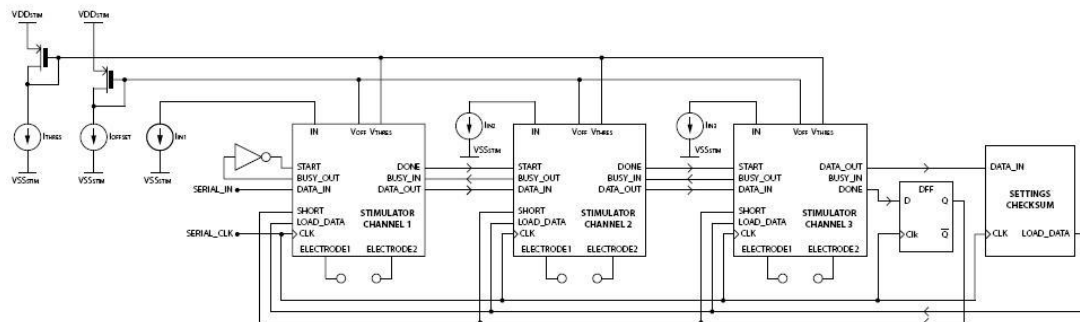 VDDSTIM
VDDSTIM
ITHRES
IOFFSET
IIN1
VSSSTIM
VSSSTIM
VSSSTIM
IN
VOFF VTHRES
START
BUSY_OUT
DATA_IN
SHORT
LOAD_DATA
CLK
DONE
BUSY_IN
DATA_OUT
STIMULATOR
CHANNEL 1
ELECTRODE1
ELECTRODE2
SERIAL_IN
SERIAL_CLK
IIN2
VSSSTIM
IN
VOFF VTHRES
START
BUSY_OUT
DATA_IN
SHORT
LOAD_DATA
CLK
DONE
BUSY_IN
DATA_OUT
STIMULATOR
CHANNEL 2
ELECTRODE1
ELECTRODE2
IIN3
VSSSTIM
IN
VOFF VTHRES
START
BUSY_OUT
DATA_IN
SHORT
LOAD_DATA
CLK
DATA_OUT
BUSY_IN
DONE
STIMULATOR
CHANNEL 3
ELECTRODE1
ELECTRODE2
DFF
D
Q
Clk
Q
DATA_IN
SETTINGS
CHECKSUM
CLK
LOAD_DATA